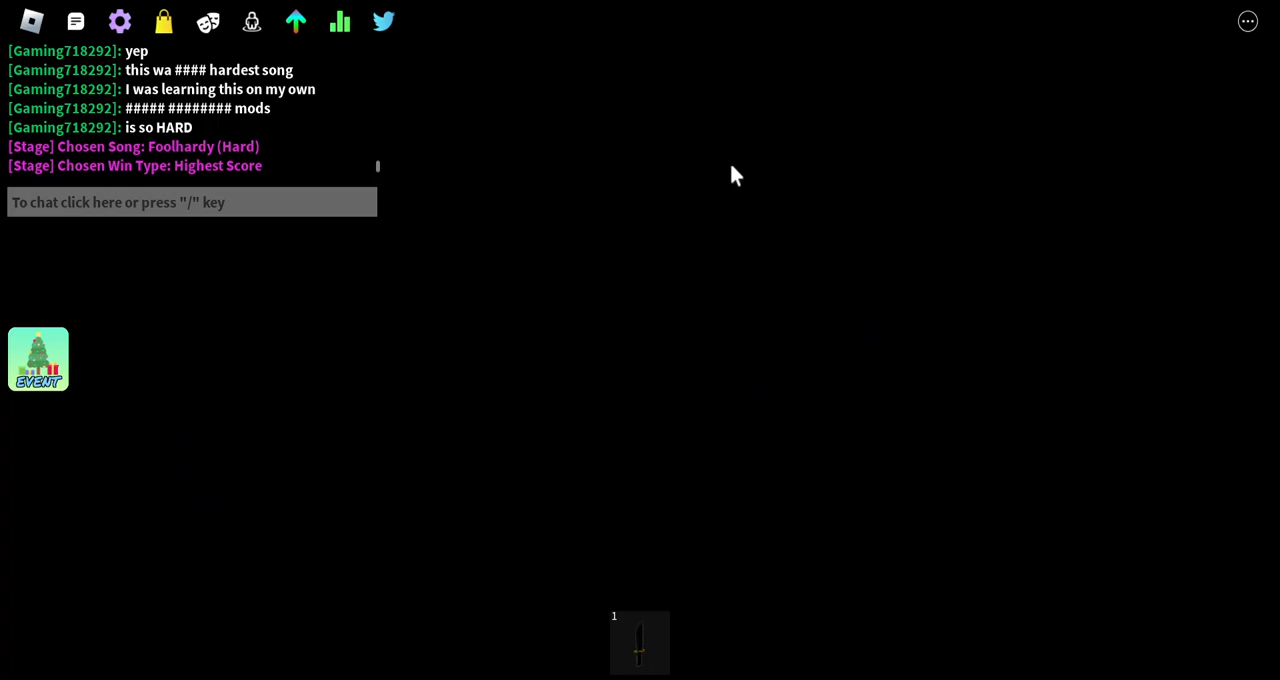 [Gaming718292]: yep
[Gaming718292]: this wa #### hardest song
[Gaming718292]: I was learning this on my own
[Gaming718292]: ##### ######## mods
[Gaming718292]: is so HARD
[Stage] Chosen Song: Foolhardy (Hard)
[Stage] Chosen Win Type: Highest Score
To chat click here or press "/" key
EVENT
1